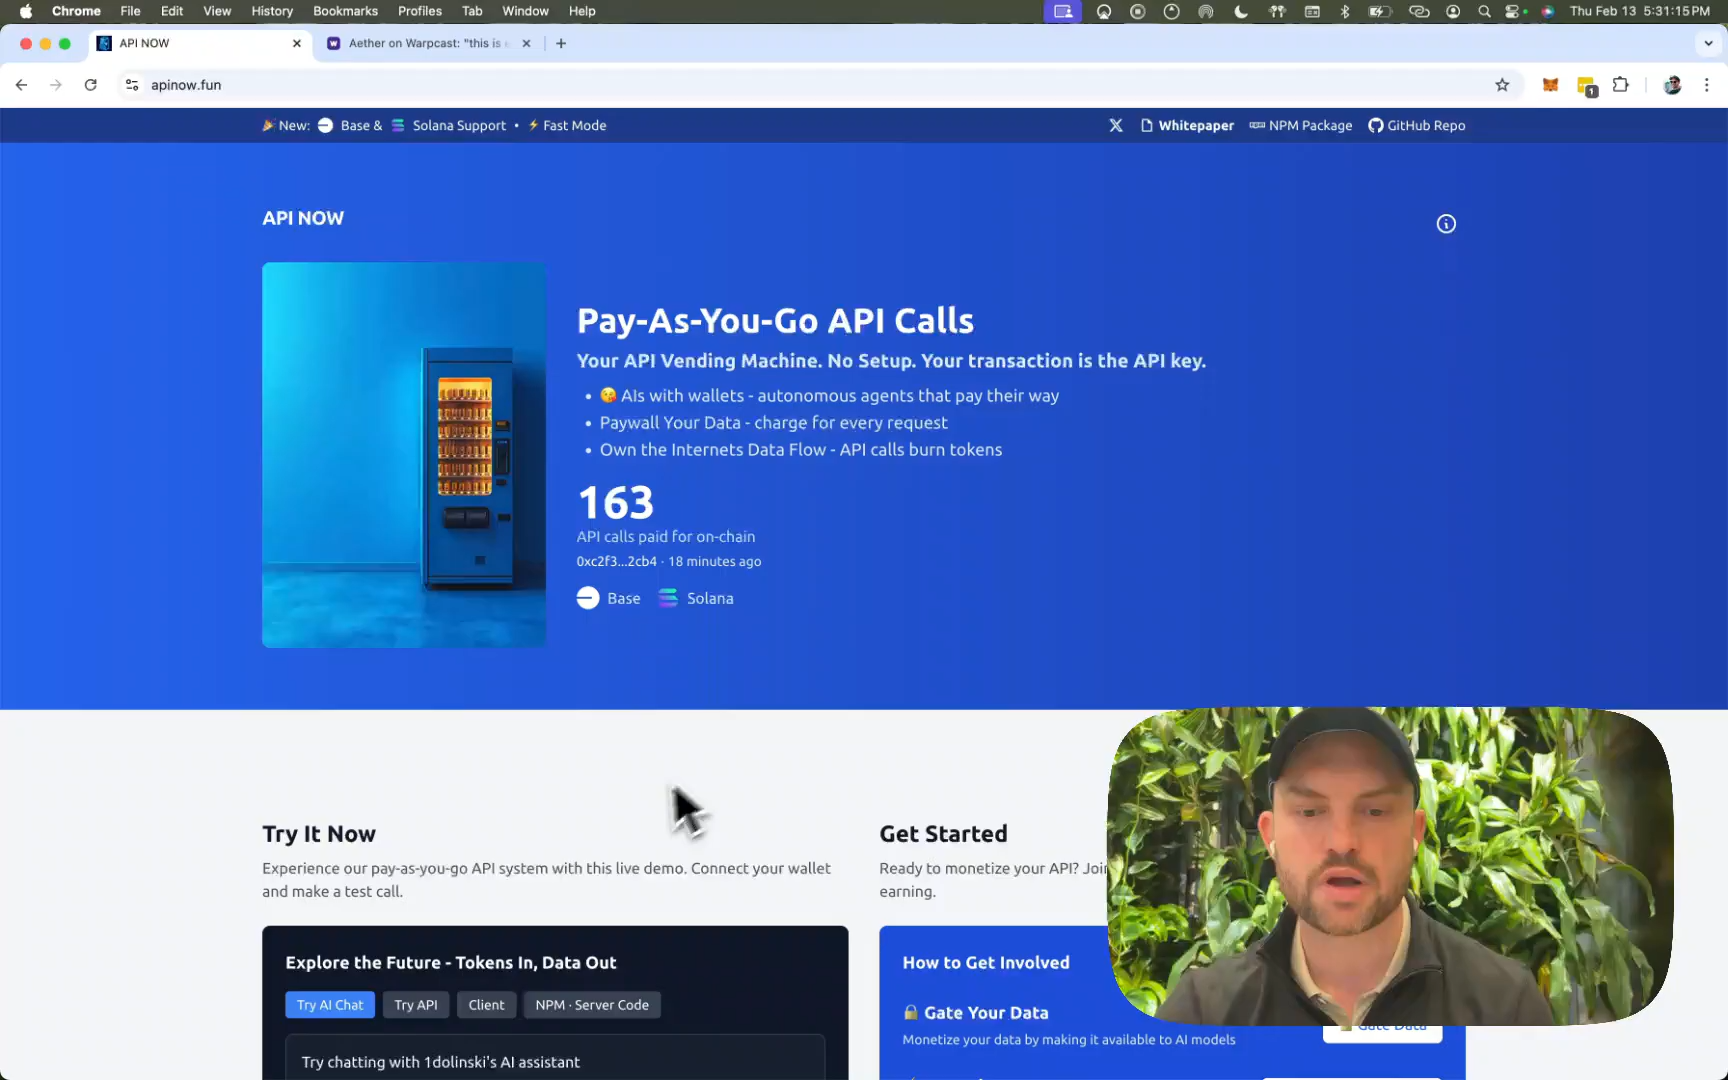 Chrome File Edit View History Bookmarks Profiles Tab Window Help Thu Feb 13 5:31:15 PM
API NOW Aether on Warpcast: "this is
apinow.fun
1
New: Base & Solana Support • Fast Mode Whitepaper NPM Package GitHub Repo
API NOW
Pay-As-You-Go API Calls
Your API Vending Machine. No Setup. Your transaction is the API key.
• 😘 AIs with wallets - autonomous agents that pay their way
• Paywall Your Data - charge for every request
• Own the Internets Data Flow - API calls burn tokens
163
API calls paid for on-chain
0xc2f3...2cb4 · 18 minutes ago
Base Solana
Try It Now
Experience our pay-as-you-go API system with this live demo. Connect your wallet
and make a test call.
Explore the Future - Tokens In, Data Out
Try AI Chat Try API Client NPM · Server Code
Try chatting with 1dolinski's AI assistant
Get Started
Ready to monetize your API?
earning.
How to Get Involved
🔒 Gate Your Data
Monetize your data by making it available to AI models
Gate Data